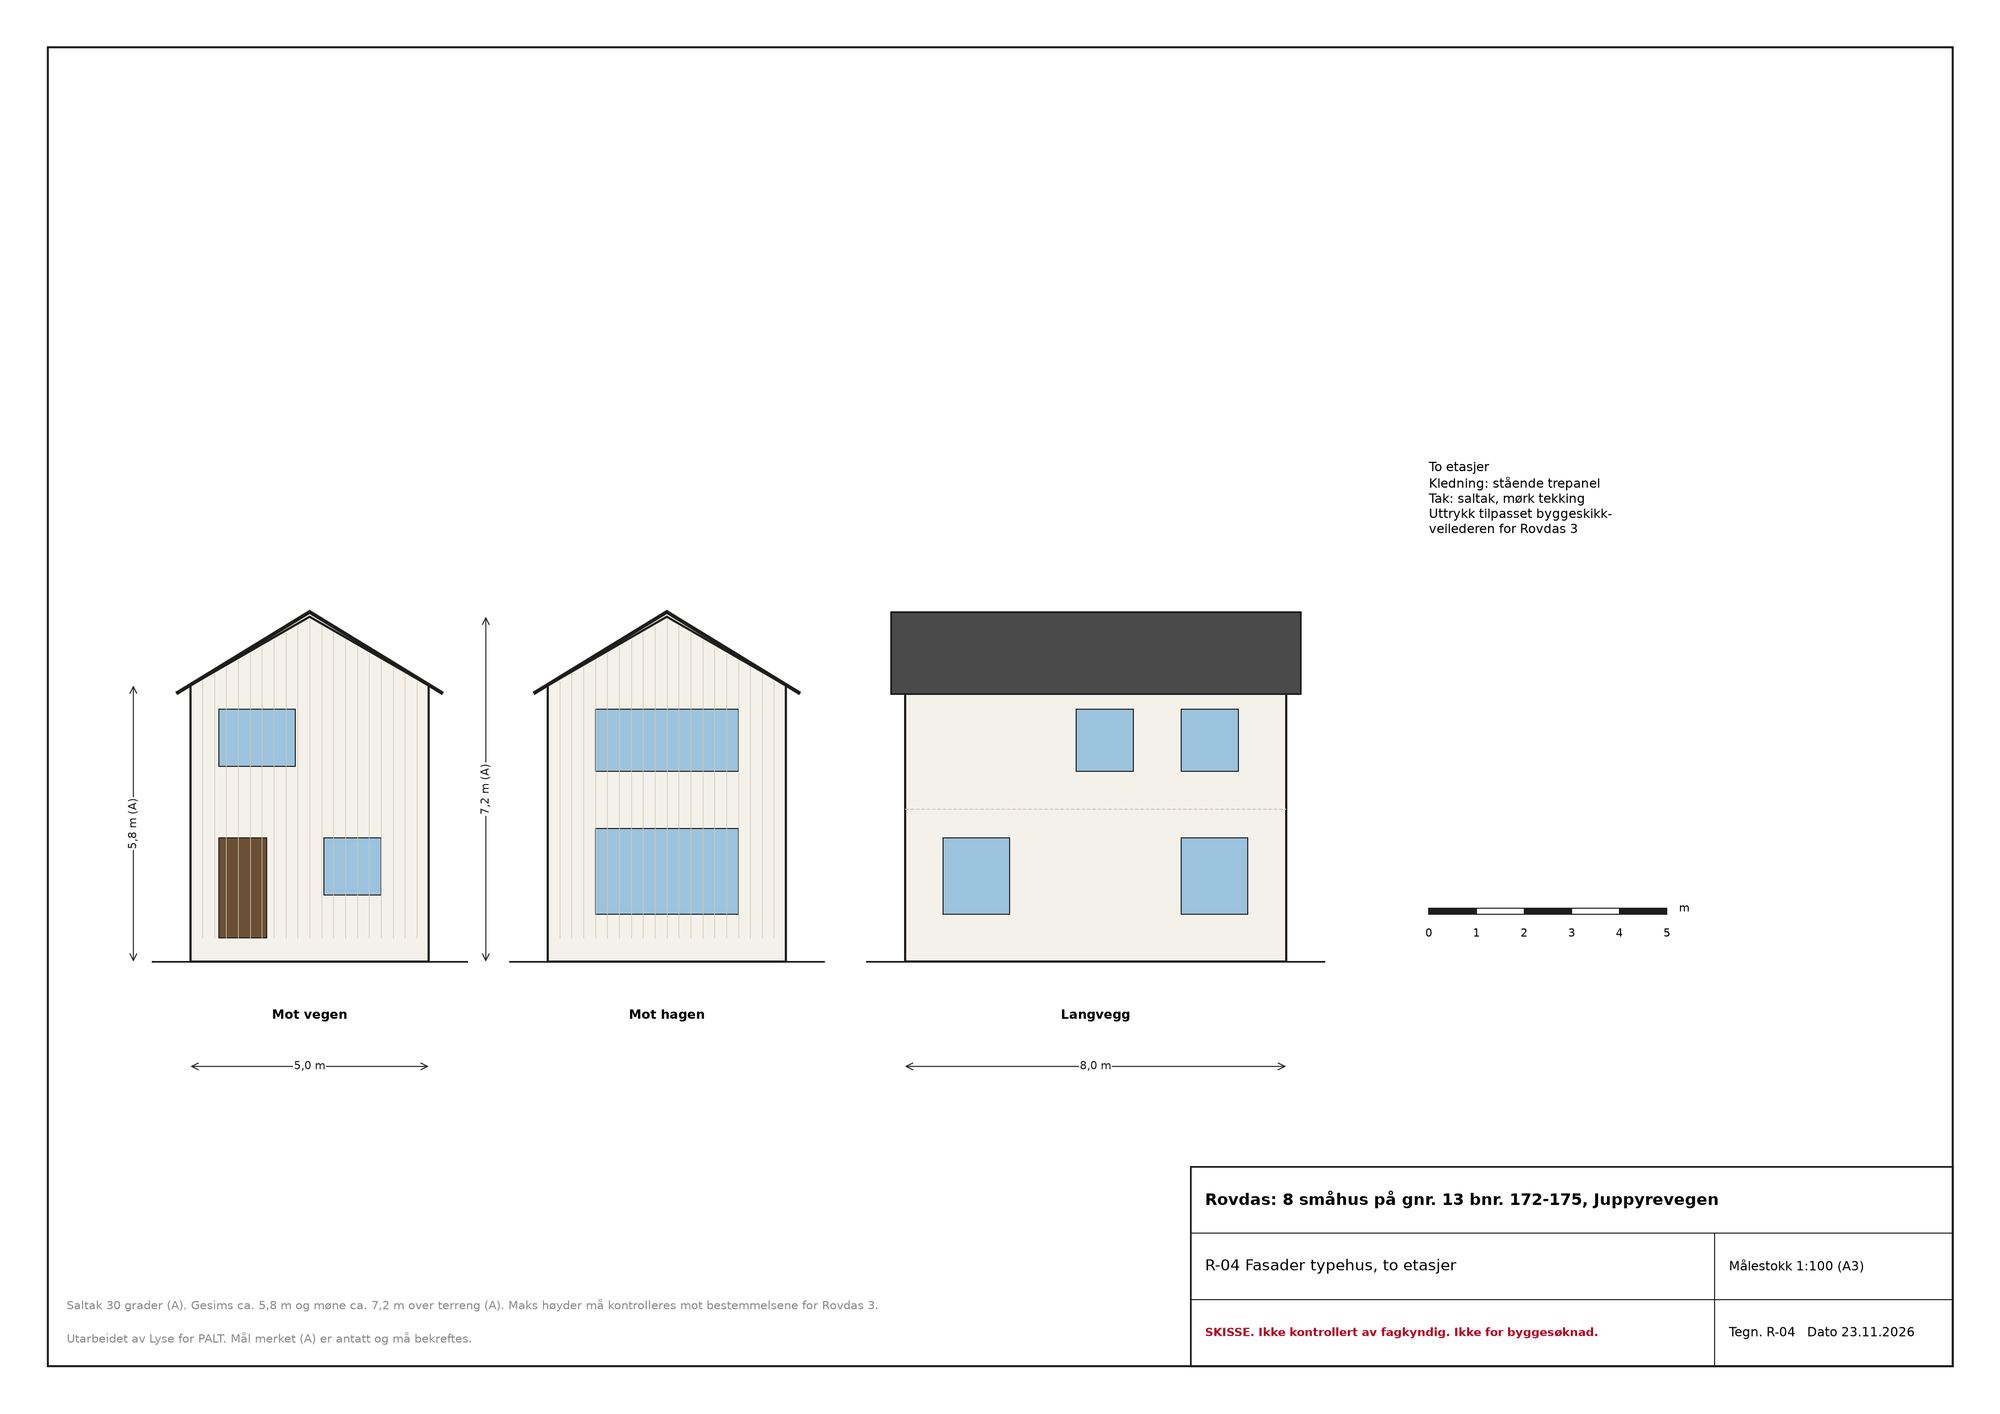 To etasjer
Kledning: stående trepanel
Tak: saltak, mørk tekking
Uttrykk tilpasset byggeskikk-
veilederen for Rovdas 3
5,8 m (A)
7,2 m (A)
m
0 1 2 3 4 5
Mot vegen
Mot hagen
Langvegg
5,0 m
8,0 m
Rovdas: 8 småhus på gnr. 13 bnr. 172-175, Juppyrevegen
R-04 Fasader typehus, to etasjer
Målestokk 1:100 (A3)
SKISSE. Ikke kontrollert av fagkyndig. Ikke for byggesøknad.
Tegn. R-04 Dato 23.11.2026
Saltak 30 grader (A). Gesims ca. 5,8 m og møne ca. 7,2 m over terreng (A). Maks høyder må kontrolleres mot bestemmelsene for Rovdas 3.
Utarbeidet av Lyse for PALT. Mål merket (A) er antatt og må bekreftes.